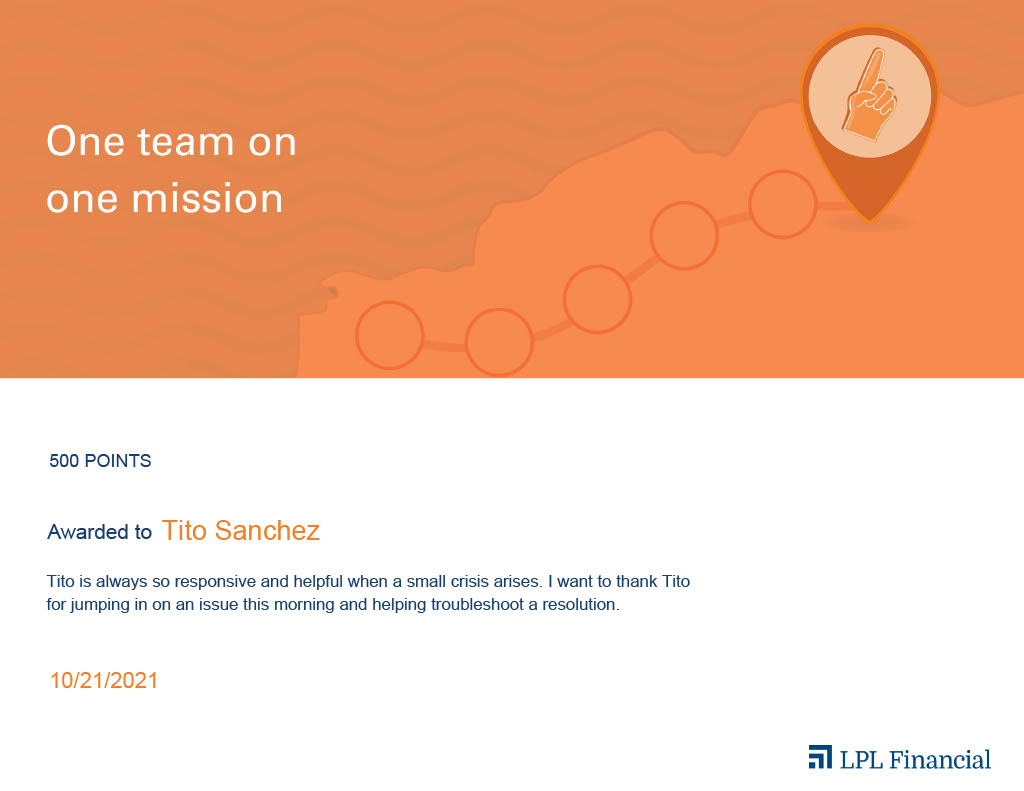 One team on
one mission
500 POINTS
Awarded to Tito Sanchez
Tito is always so responsive and helpful when a small crisis arises. I want to thank Tito
for jumping in on an issue this morning and helping troubleshoot a resolution.
10/21/2021
LPL Financial